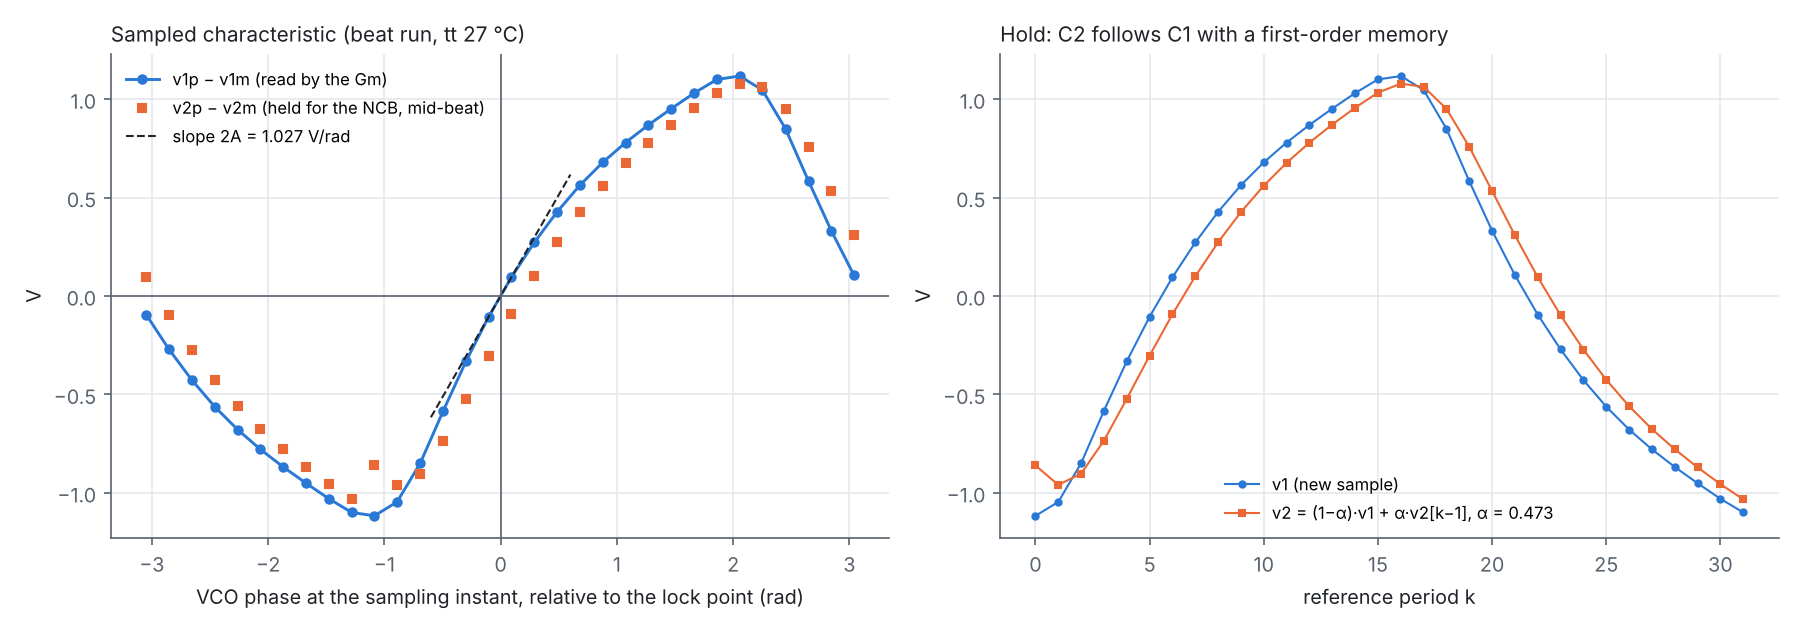 Sampled characteristic (beat run, tt 27 °C)
v1p − v1m (read by the Gm)
v2p − v2m (held for the NCB, mid-beat)
slope 2A = 1.027 V/rad
V
1.0
0.5
0.0
−0.5
−1.0
−3 −2 −1 0 1 2 3
VCO phase at the sampling instant, relative to the lock point (rad)
Hold: C2 follows C1 with a first-order memory
V
1.0
0.5
0.0
−0.5
−1.0
v1 (new sample)
v2 = (1−α)·v1 + α·v2[k−1], α = 0.473
0 5 10 15 20 25 30
reference period k